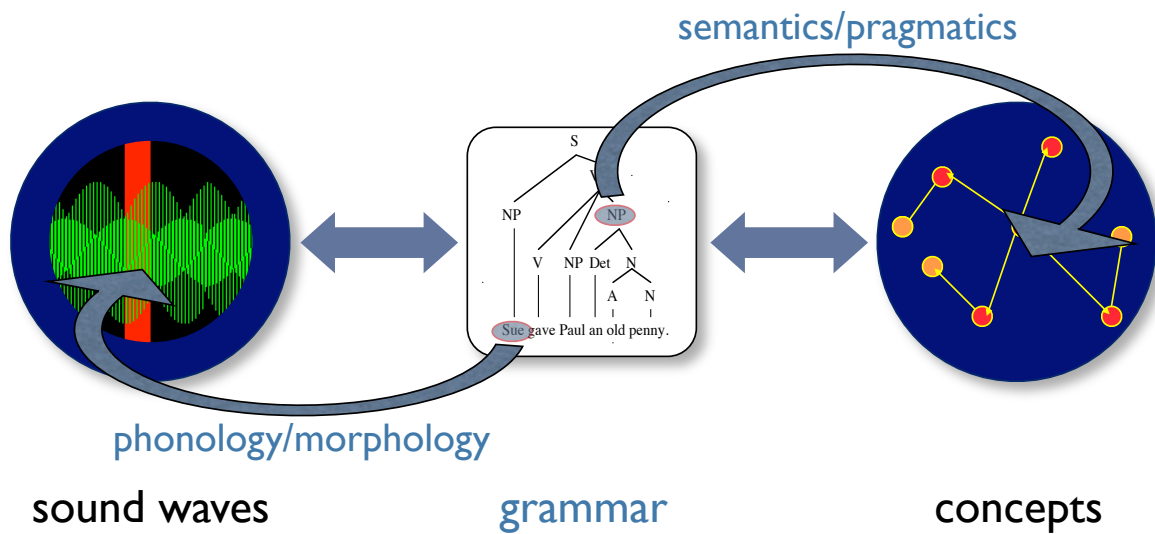 semantics/pragmatics
S
NP NP
V NP Det N
A N
Sue gave Paul an old penny.
phonology/morphology
sound waves grammar concepts